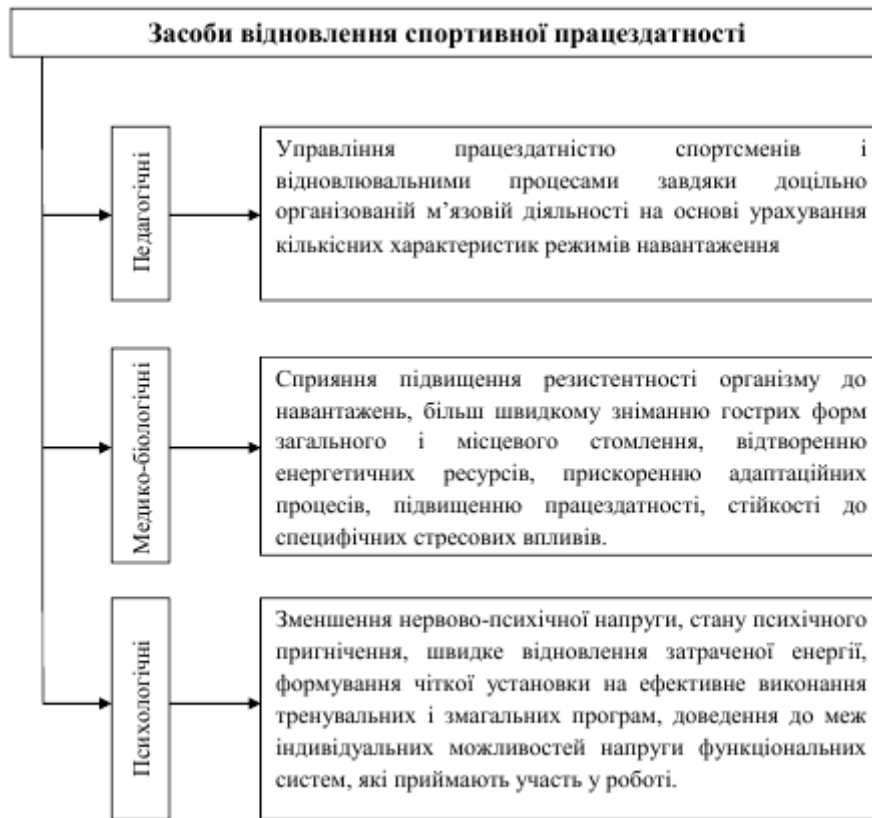 Засоби відновлення спортивної працездатності
Педагогічні
Управління працездатністю спортсменів і
відновлювальними процесами завдяки доцільно
організованій м’язовій діяльності на основі урахування
кількісних характеристик режимів навантаження
Медико-біологічні
Сприяння підвищення резистентності організму до
навантажень, більш швидкому зніманню гострих форм
загального і місцевого стомлення, відтворенню
енергетичних ресурсів, прискоренню адаптаційних
процесів, підвищенню працездатності, стійкості до
специфічних стресових впливів.
Психологічні
Зменшення нервово-психічної напруги, стану психічного
пригнічення, швидке відновлення затраченої енергії,
формування чіткої установки на ефективне виконання
тренувальних і змагальних програм, доведення до меж
індивідуальних можливостей напруги функціональних
систем, які приймають участь у роботі.